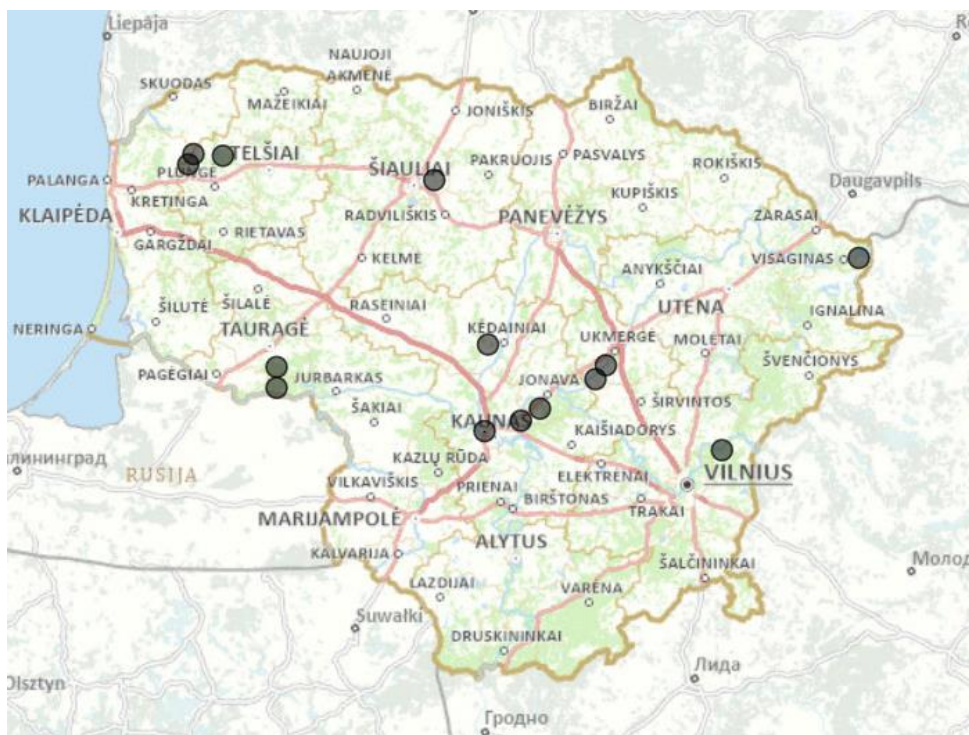 Liepāja
NAUJOJI
AKMENĖ
SKUODAS
MAŽEIKIAI
JONIŠKIS
BIRŽAI
TELŠIAI
PLUNGĖ
ŠIAULIAI
PAKRUOJIS
PASVALYS
ROKIŠKIS
PALANGA
KRETINGA
KUPIŠKIS
Daugavpils
KLAIPĖDA
RADVILIŠKIS
PANEVĖŽYS
ZARASAI
GARGŽDAI
RIETAVAS
KELMĖ
VISAGINAS
ANYKŠČIAI
UTENA
ŠILUTĖ
ŠILALĖ
RASEINIAI
IGNALINA
NERINGA
TAURAGĖ
KĖDAINIAI
UKMERGĖ
MOLĖTAI
PAGĖGIAI
JURBARKAS
JONAVA
ŠVENČIONYS
ŠAKIAI
KAUNAS
ŠIRVINTOS
KAIŠIADORYS
RUSIJA
KAZLŲ RŪDA
ELEKTRĖNAI
VILNIUS
VILKAVIŠKIS
PRIENAI
BIRŠTONAS
TRAKAI
MARIJAMPOLĖ
ALYTUS
KALVARIJA
ŠALČININKAI
LAZDIJAI
VARĖNA
Suwałki
DRUSKININKAI
Лида
Olsztyn
Гродно